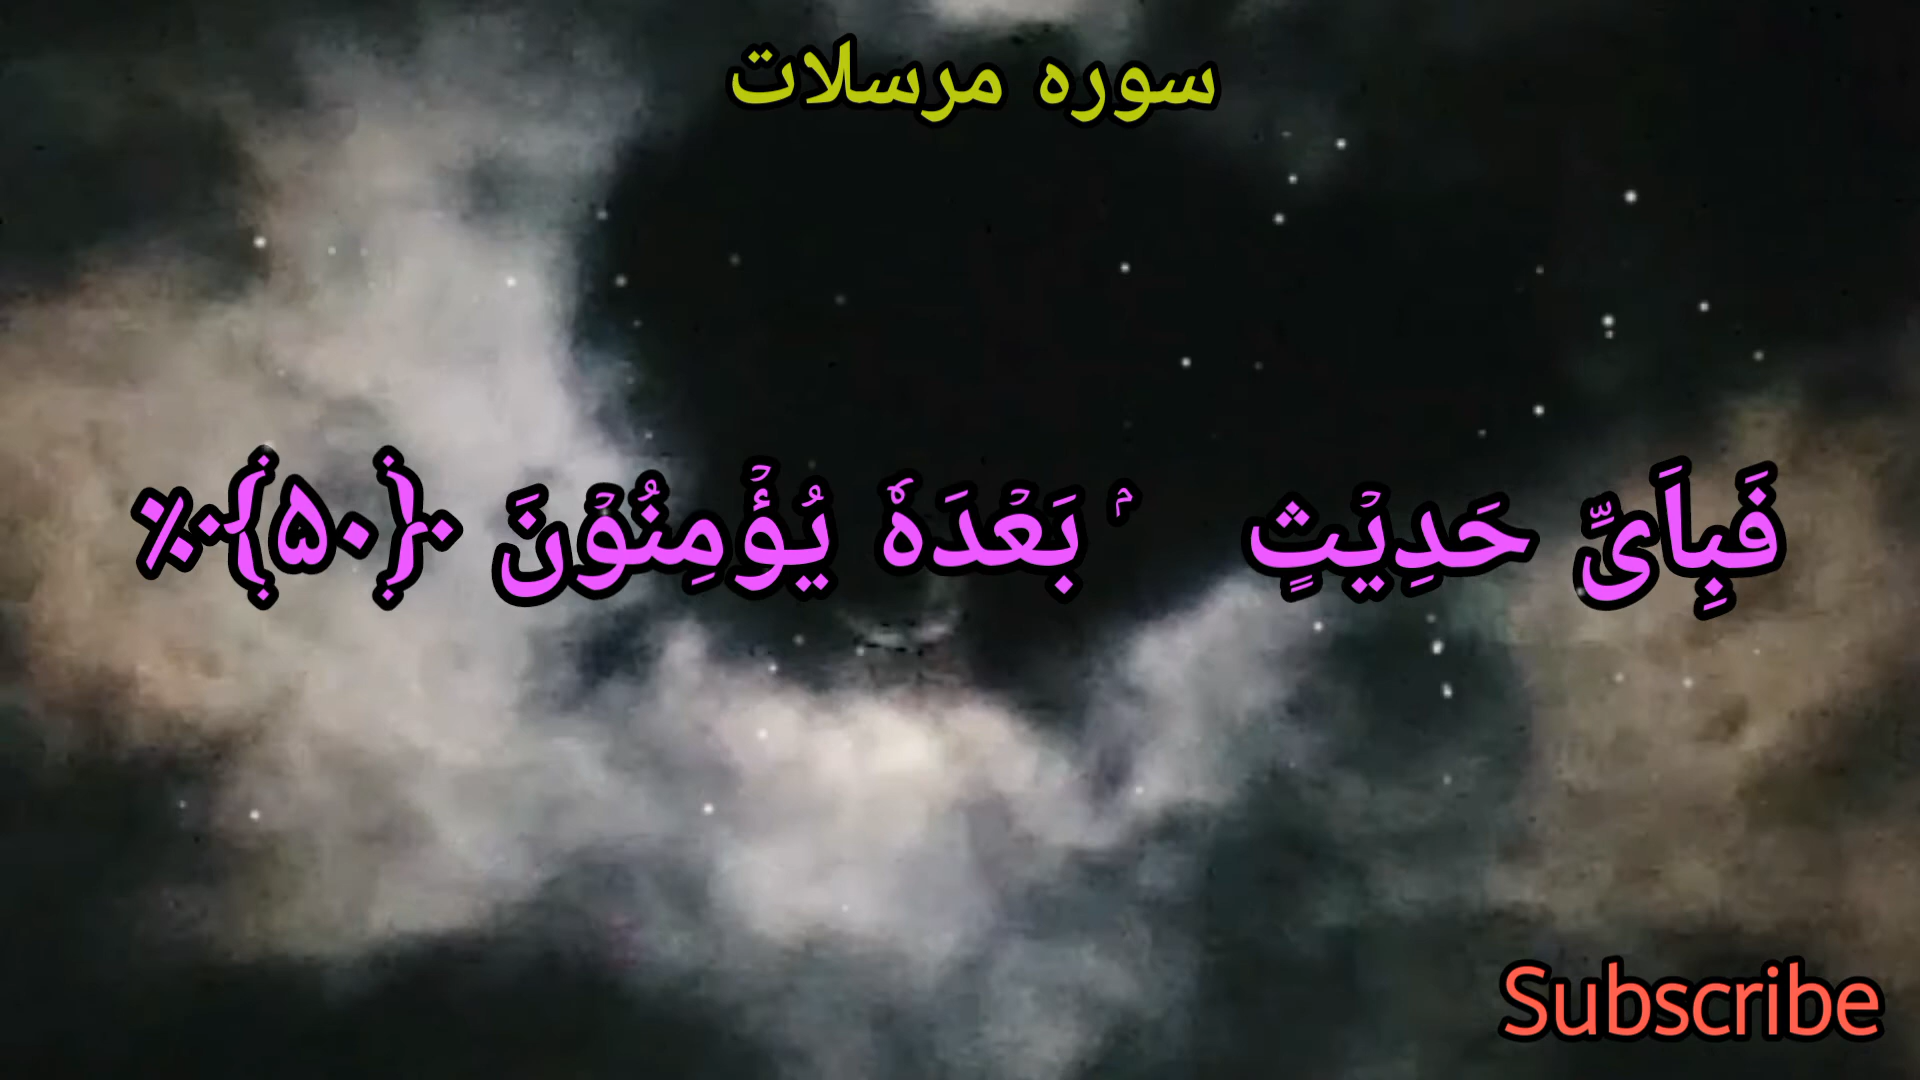 سوره مرسلات
فَبِاَیِّ حَدِیۡثٍۭ بَعۡدَہٗ یُؤۡمِنُوۡنَ ﴿۵۰﴾٪
Subscribe